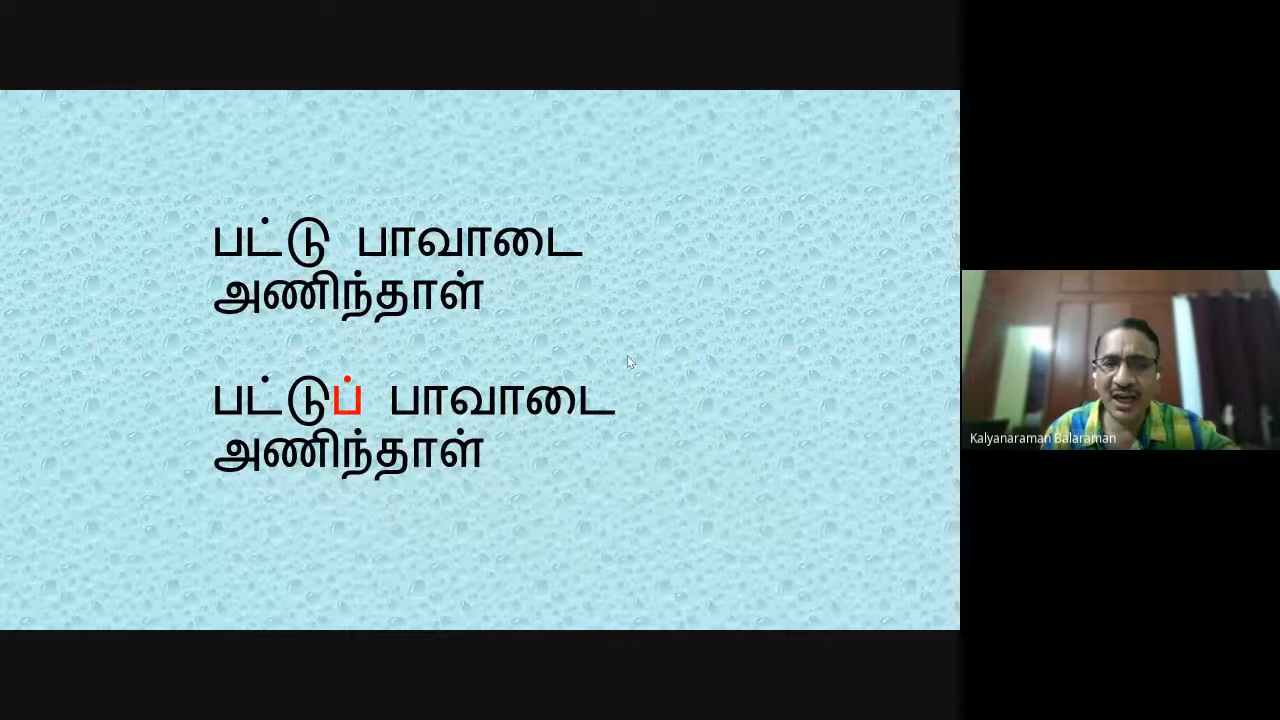 பட்டு பாவாடை
அணிந்தாள்
பட்டுப் பாவாடை
அணிந்தாள்
Kalyanaraman Balaraman